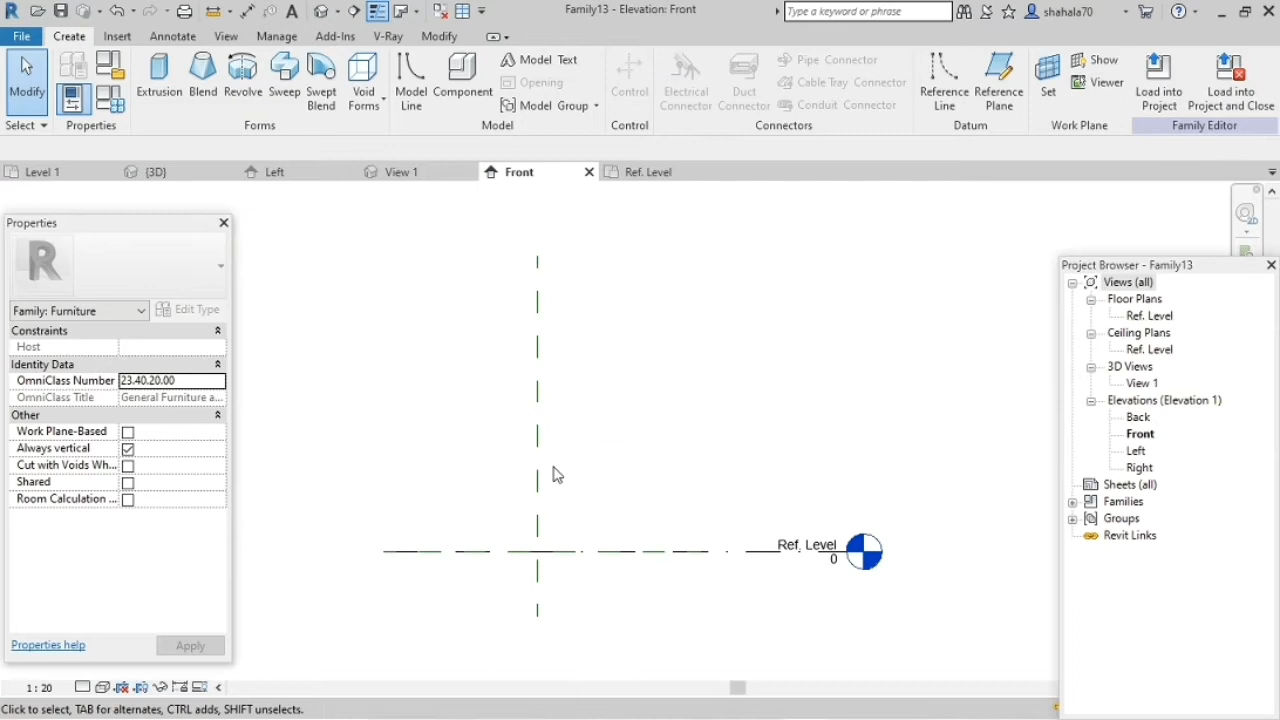 Family13 - Elevation: Front
Type a keyword or phrase
shahala70
File
Create
Insert
Annotate
View
Manage
Add-Ins
V-Ray
Modify
Modify
Extrusion
Blend
Revolve
Sweep
Swept Blend
Void Forms
Model Line
Component
Model Text
Opening
Model Group
Control
Electrical Connector
Duct Connector
Pipe Connector
Cable Tray Connector
Conduit Connector
Reference Line
Reference Plane
Set
Show
Viewer
Load into Project
Load into Project and Close
Select
Properties
Forms
Model
Control
Connectors
Datum
Work Plane
Family Editor
Level 1
{3D}
Left
View 1
Front
Ref. Level
Properties
R
Family: Furniture
Edit Type
Constraints
Host
Identity Data
OmniClass Number 23.40.20.00
OmniClass Title General Furniture a...
Other
Work Plane-Based
Always vertical
Cut with Voids Wh...
Shared
Room Calculation ...
Properties help
Apply
Ref. Level
0
2D
Project Browser - Family13
Views (all)
Floor Plans
Ref. Level
Ceiling Plans
Ref. Level
3D Views
View 1
Elevations (Elevation 1)
Back
Front
Left
Right
Sheets (all)
Families
Groups
Revit Links
1 : 20
Click to select, TAB for alternates, CTRL adds, SHIFT unselects.